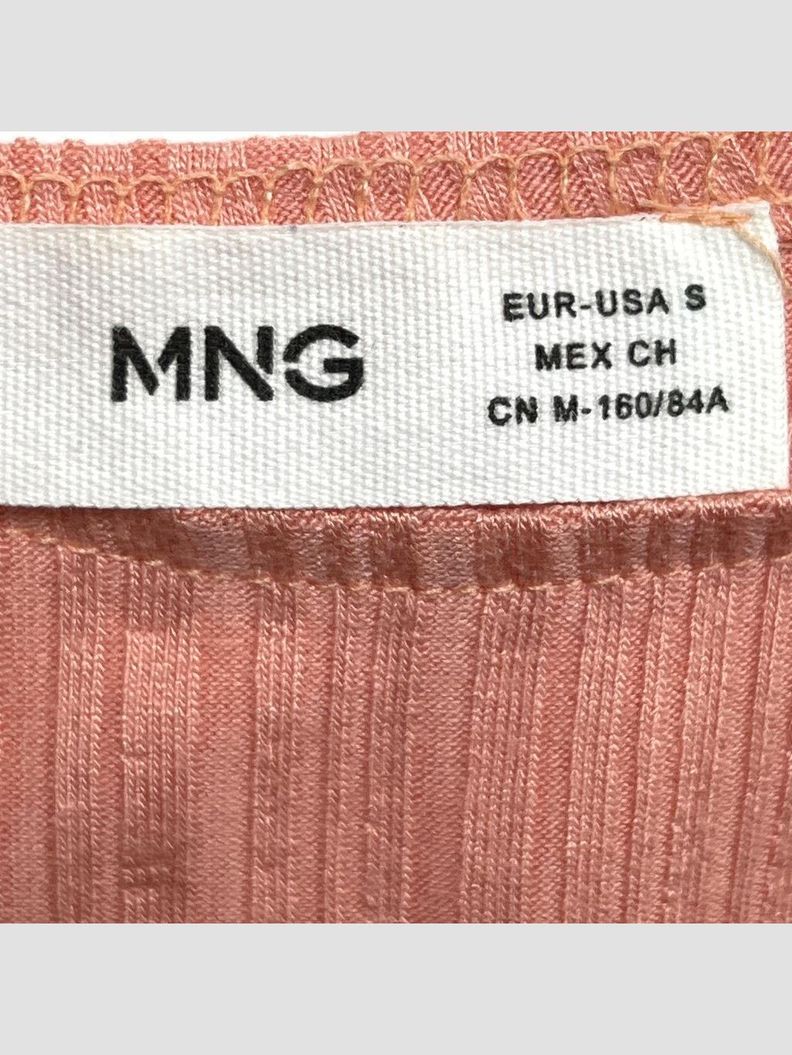 MNG
EUR-USA S
MEX CH
CN M-160/84A